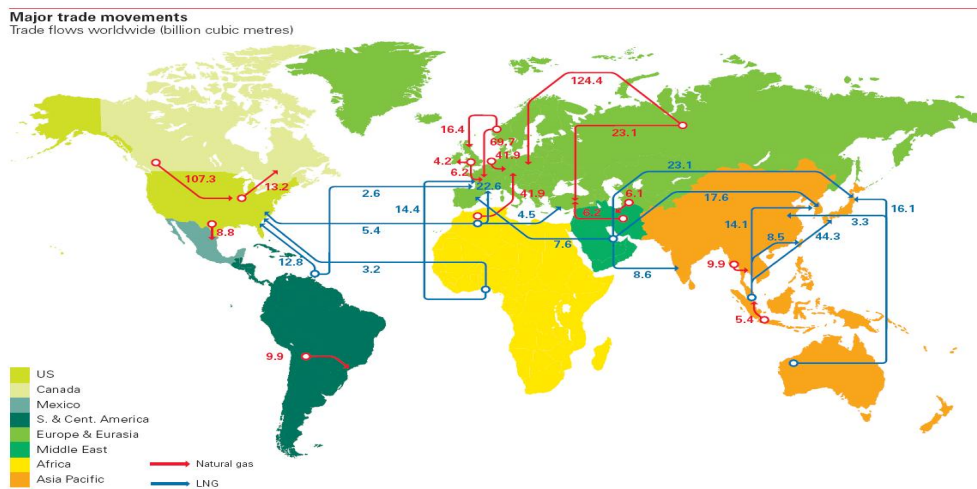 Major trade movements
Trade flows worldwide (billion cubic metres)
124.4
16.4
69.7
23.1
4.2
41.9
6.2
23.1
107.3
13.2
2.6
22.6
41.9
6.1
17.6
14.4
4.5
6.2
16.1
5.4
14.1
3.3
8.8
7.6
8.5
44.3
12.8
3.2
8.6
9.9
5.4
9.9
US
Canada
Mexico
S. & Cent. America
Europe & Eurasia
Middle East
Africa
Asia Pacific
Natural gas
LNG